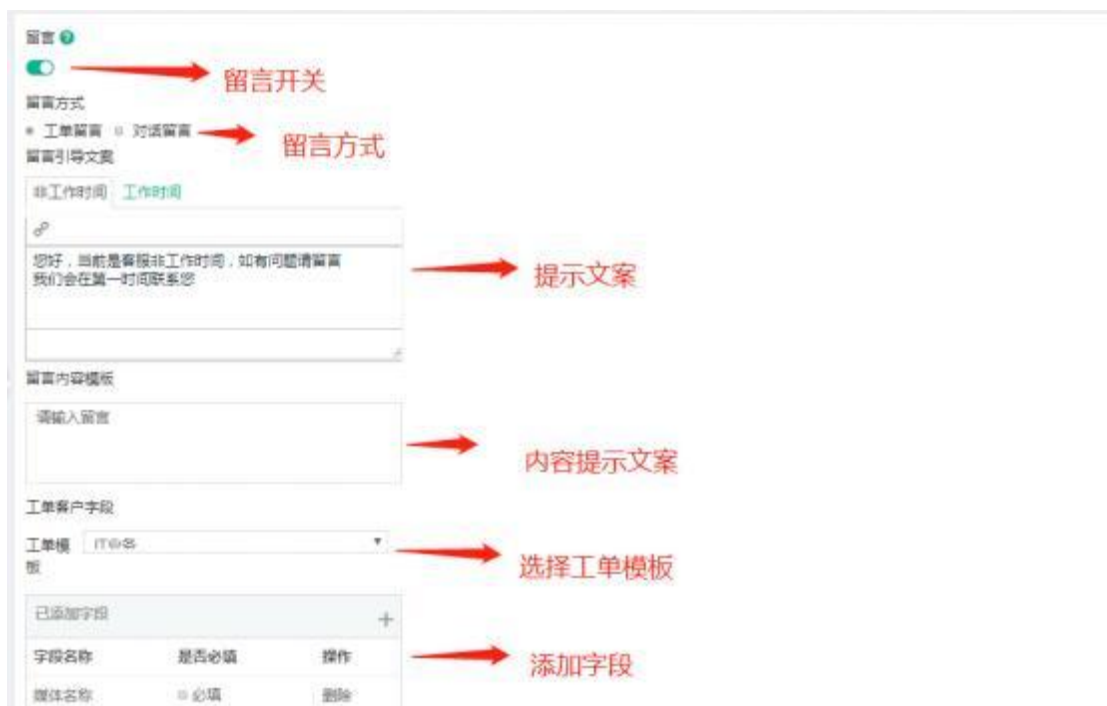 留言
留言开关
留言方式
工单留言 对话留言
留言方式
留言引导文案
非工作时间 工作时间
您好，当前是客服非工作时间，如有问题请留言
我们会在第一时间联系您
提示文案
留言内容模板
请输入留言
内容提示文案
工单客户字段
工单模板
选择工单模板
已添加字段
字段名称 是否必填 操作
添加字段
媒体名称 必填 删除